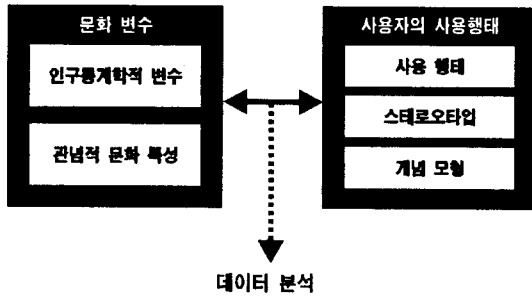 문화 변수
인구통계학적 변수
관념적 문화 특성
사용자의 사용행태
사용 행태
스테로오타입
개념 모형
데이터 분석